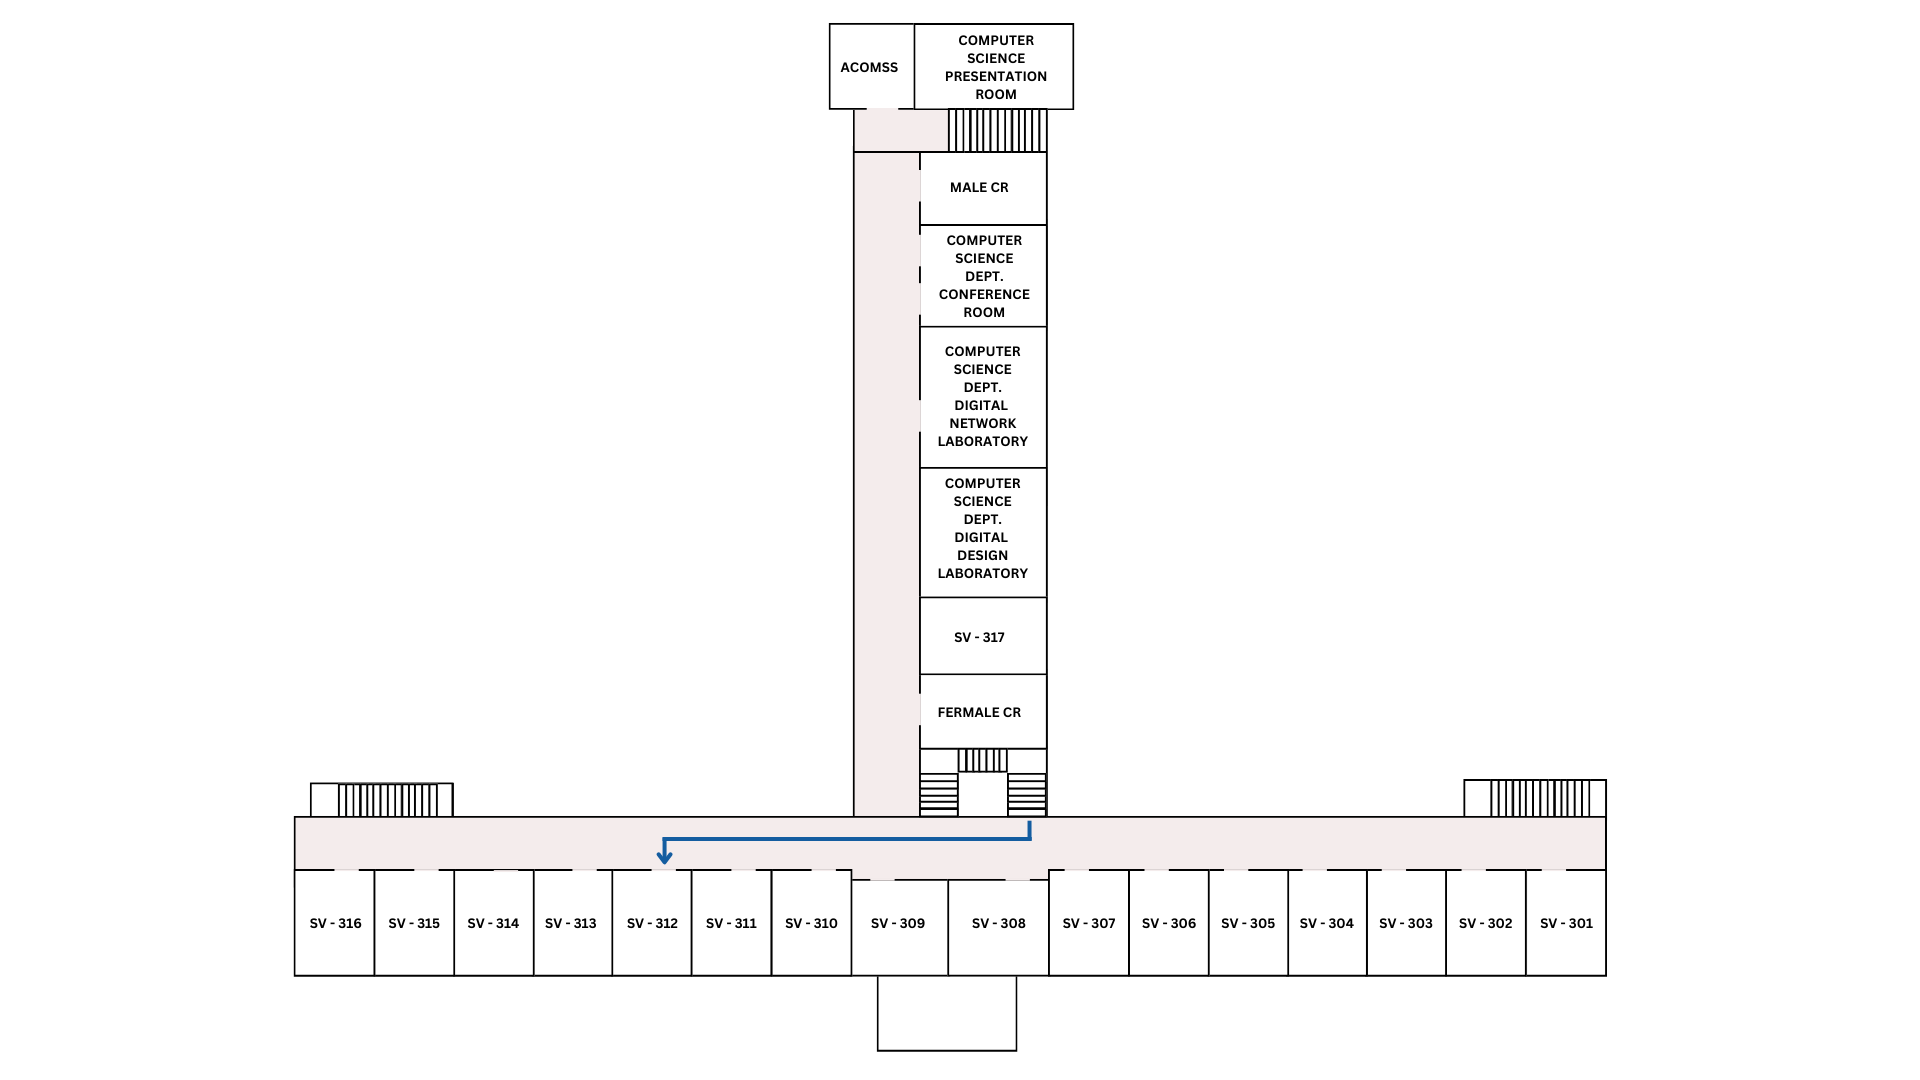 ACOMSS
COMPUTER
SCIENCE
PRESENTATION
ROOM
MALE CR
COMPUTER
SCIENCE
DEPT.
CONFERENCE
ROOM
COMPUTER
SCIENCE
DEPT.
DIGITAL
NETWORK
LABORATORY
COMPUTER
SCIENCE
DEPT.
DIGITAL
DESIGN
LABORATORY
SV - 317
FERMALE CR
SV - 316
SV - 315
SV - 314
SV - 313
SV - 312
SV - 311
SV - 310
SV - 309
SV - 308
SV - 307
SV - 306
SV - 305
SV - 304
SV - 303
SV - 302
SV - 301